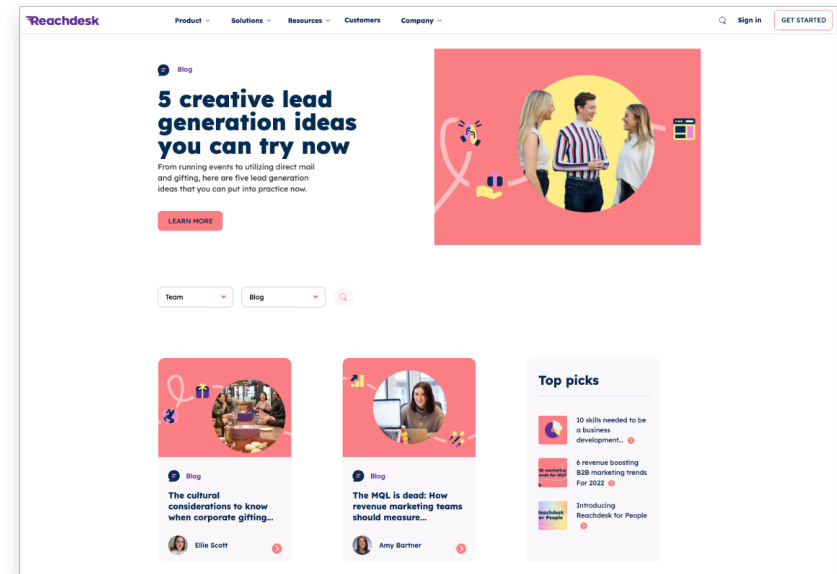 Reachdesk
Product
Solutions
Resources
Customers
Company
Sign in
GET STARTED
Blog
5 creative lead
generation ideas
you can try now
From running events to utilizing direct mail
and gifting, here are five lead generation
ideas that you can put into practice now.
LEARN MORE
Team
Blog
Blog
The cultural
considerations to know
when corporate gifting...
Ellie Scott
Blog
The MQL is dead: How
revenue marketing teams
should measure...
Amy Bartner
Top picks
10 skills needed to be
a business
development...
6 revenue boosting
B2B marketing trends
For 2022
Introducing
Reachdesk for People